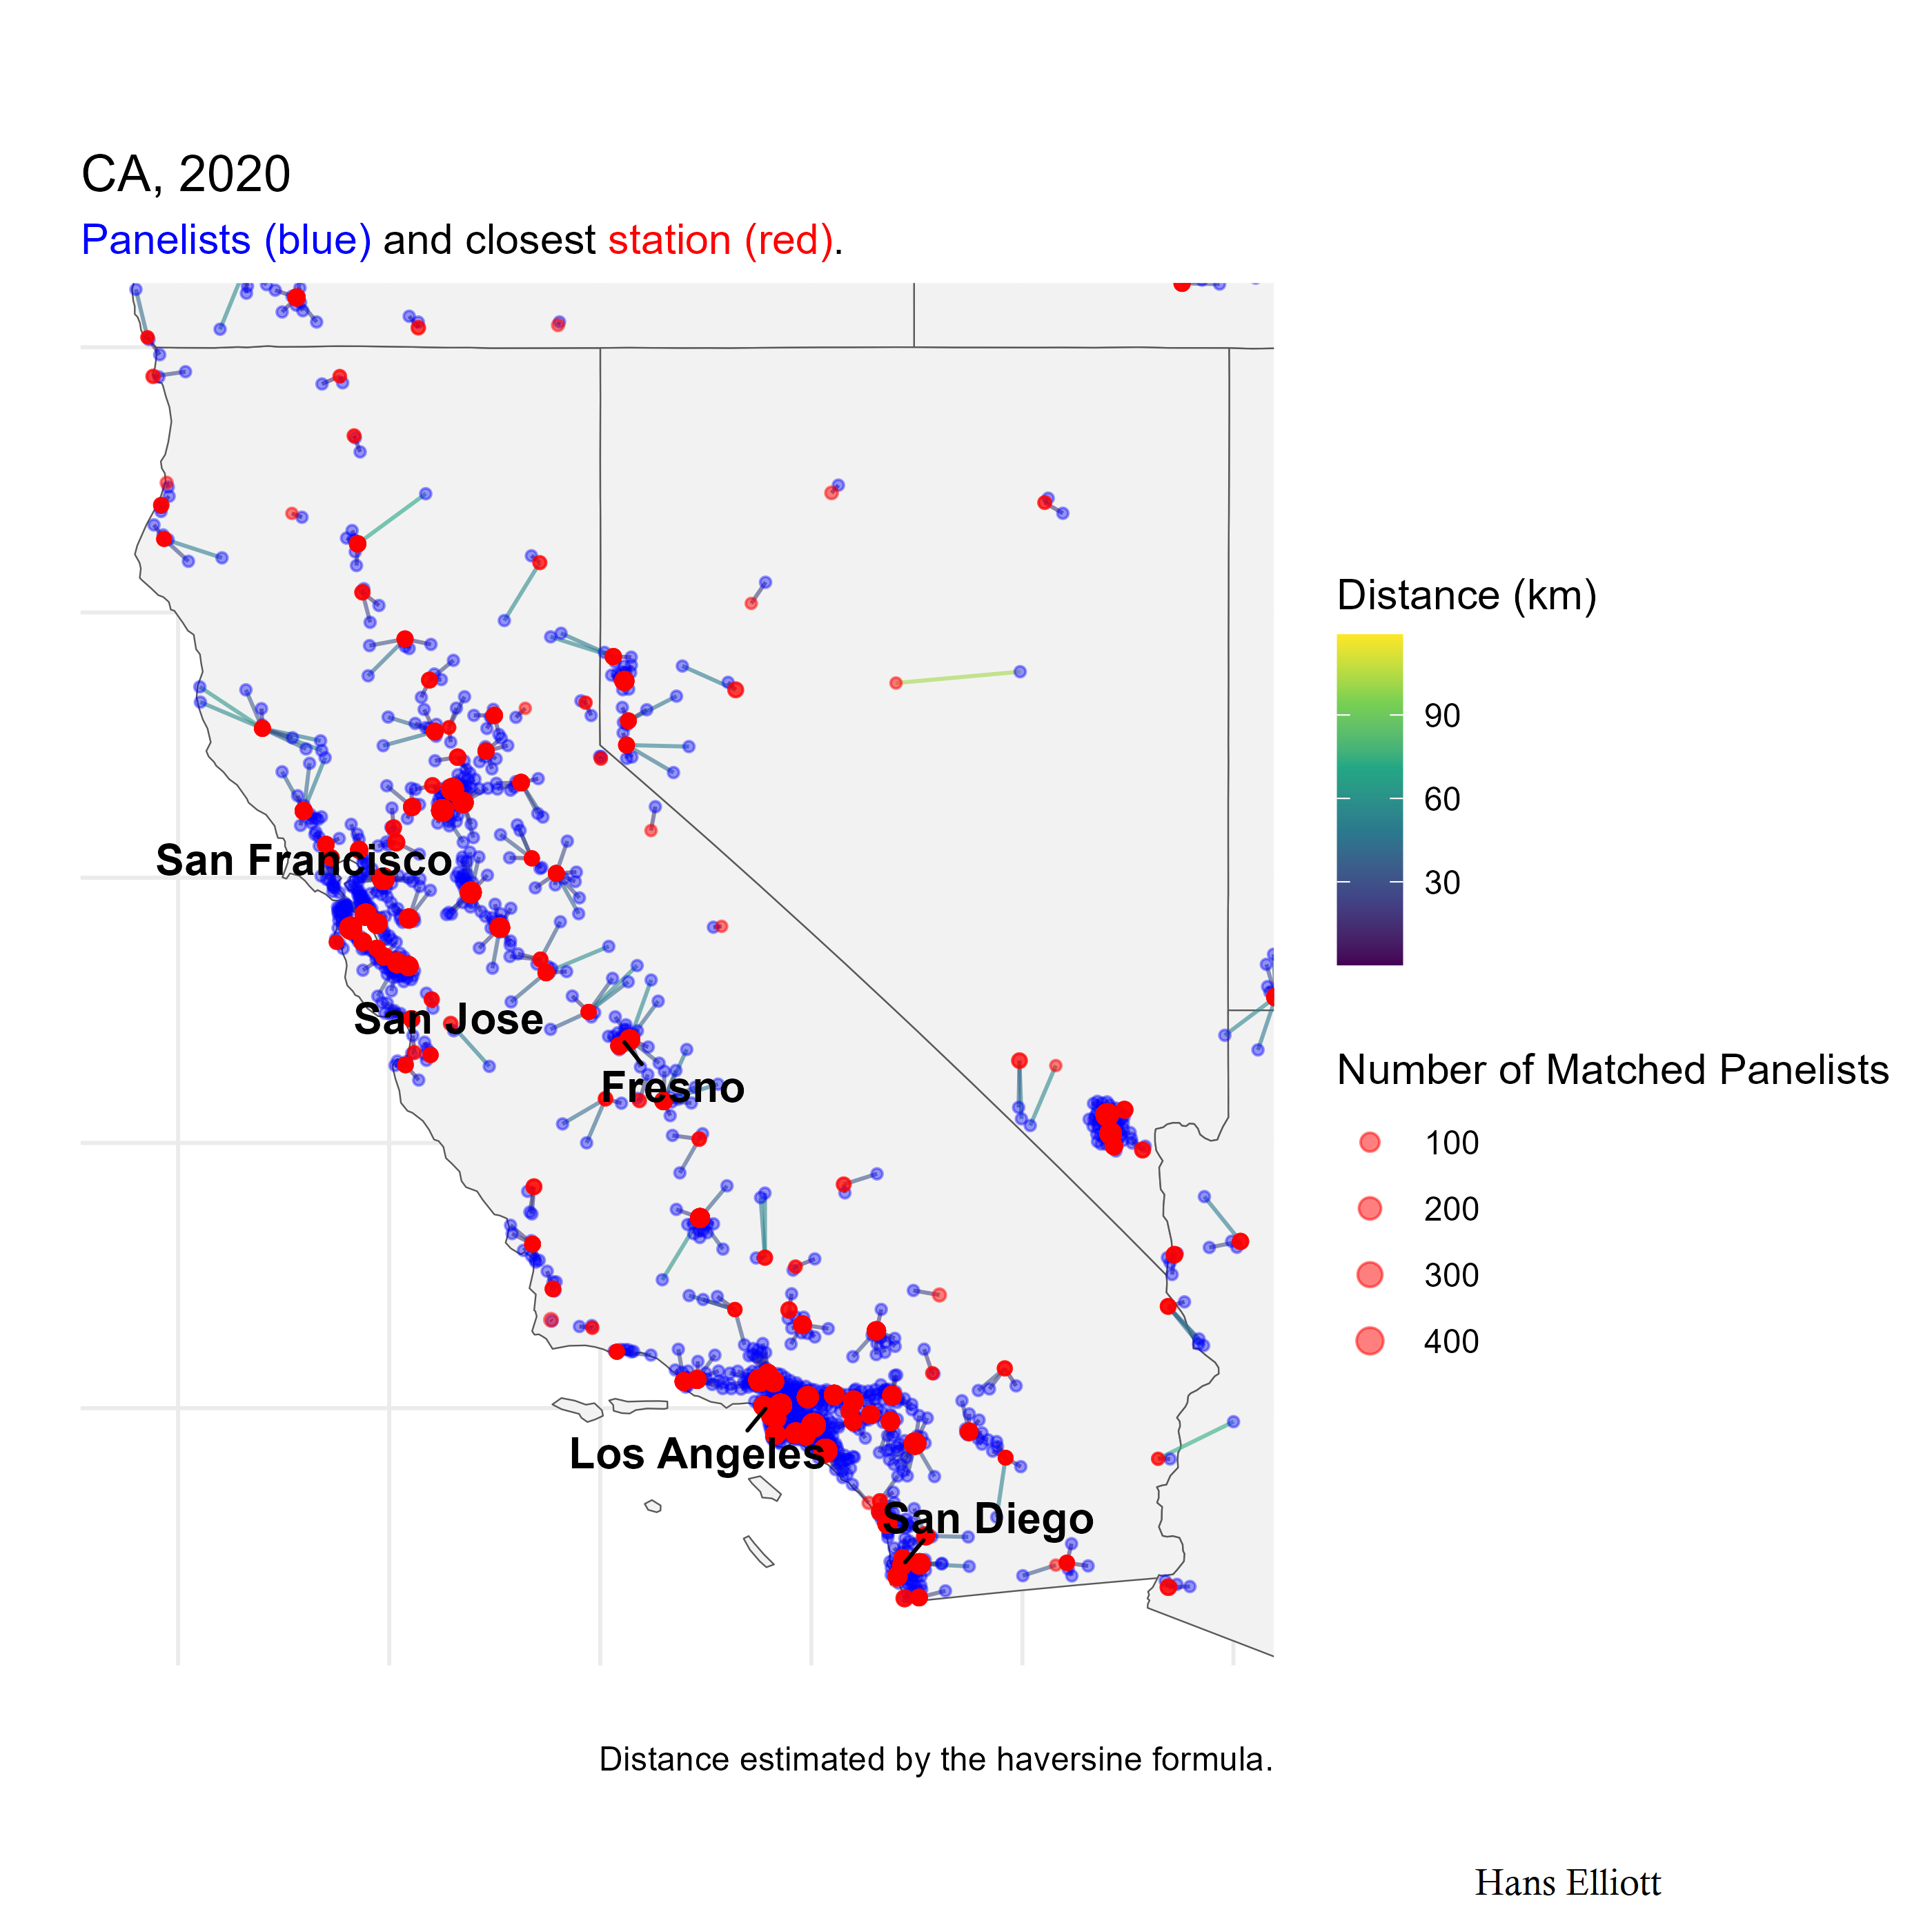 CA, 2020
Panelists (blue) and closest station (red).
San Francisco
San Jose
Fresno
Los Angeles
San Diego
Distance (km)
90
60
30
Number of Matched Panelists
100
200
300
400
Distance estimated by the haversine formula.
Hans Elliott